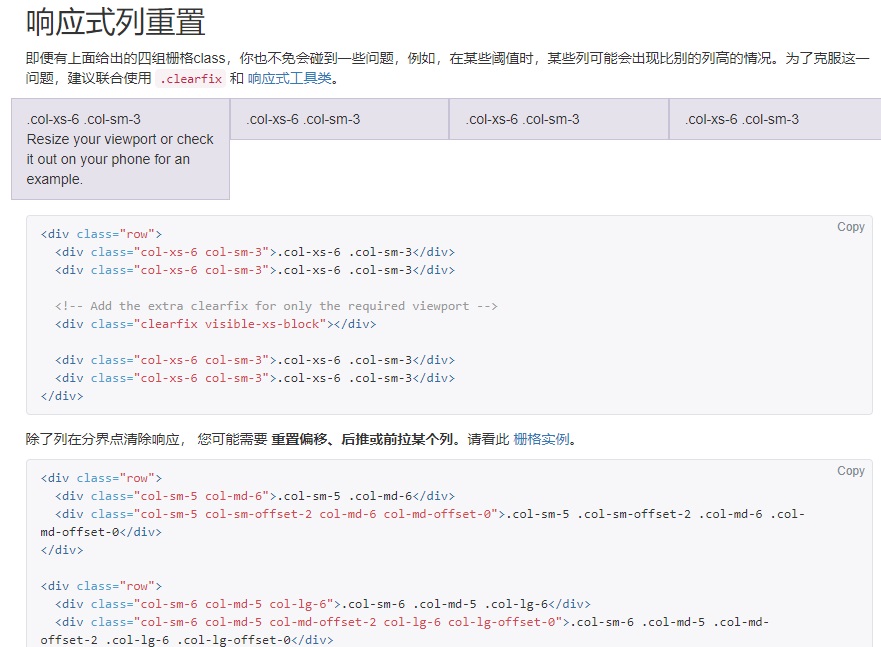 响应式列重置
即便有上面给出的四组栅格class，你也不免会碰到一些问题，例如，在某些阈值时，某些列可能会出现比别的列高的情况。为了克服这一
问题，建议联合使用 .clearfix 和 响应式工具类。
.col-xs-6 .col-sm-3
Resize your viewport or check
it out on your phone for an
example.
.col-xs-6 .col-sm-3
.col-xs-6 .col-sm-3
.col-xs-6 .col-sm-3
Copy
<div class="row">
  <div class="col-xs-6 col-sm-3">.col-xs-6 .col-sm-3</div>
  <div class="col-xs-6 col-sm-3">.col-xs-6 .col-sm-3</div>

  <!-- Add the extra clearfix for only the required viewport -->
  <div class="clearfix visible-xs-block"></div>

  <div class="col-xs-6 col-sm-3">.col-xs-6 .col-sm-3</div>
  <div class="col-xs-6 col-sm-3">.col-xs-6 .col-sm-3</div>
</div>
除了列在分界点清除响应， 您可能需要 重置偏移、后推或前拉某个列。请看此 栅格实例。
Copy
<div class="row">
  <div class="col-sm-5 col-md-6">.col-sm-5 .col-md-6</div>
  <div class="col-sm-5 col-sm-offset-2 col-md-6 col-md-offset-0">.col-sm-5 .col-sm-offset-2 .col-md-6 .col-
md-offset-0</div>
</div>

<div class="row">
  <div class="col-sm-6 col-md-5 col-lg-6">.col-sm-6 .col-md-5 .col-lg-6</div>
  <div class="col-sm-6 col-md-5 col-md-offset-2 col-lg-6 col-lg-offset-0">.col-sm-6 .col-md-5 .col-md-
offset-2 .col-lg-6 .col-lg-offset-0</div>